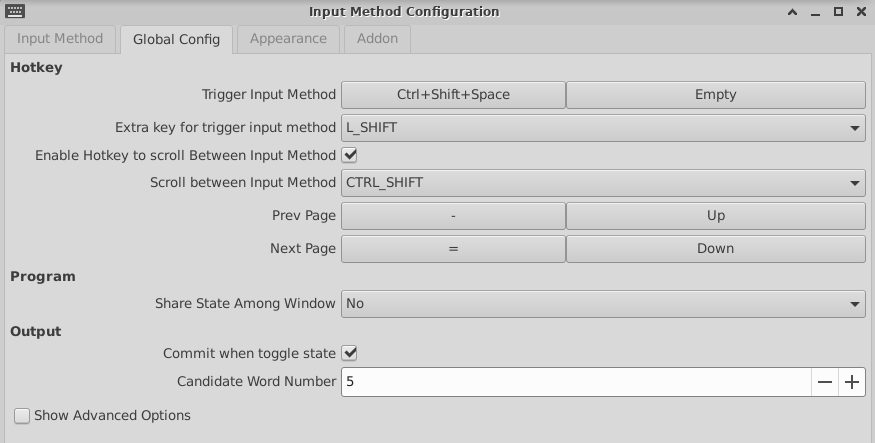 Input Method Configuration
Input Method Global Config Appearance Addon
Hotkey
Trigger Input Method Ctrl+Shift+Space Empty
Extra key for trigger input method L_SHIFT
Enable Hotkey to scroll Between Input Method
Scroll between Input Method CTRL_SHIFT
Prev Page - Up
Next Page = Down
Program
Share State Among Window No
Output
Commit when toggle state
Candidate Word Number 5
Show Advanced Options